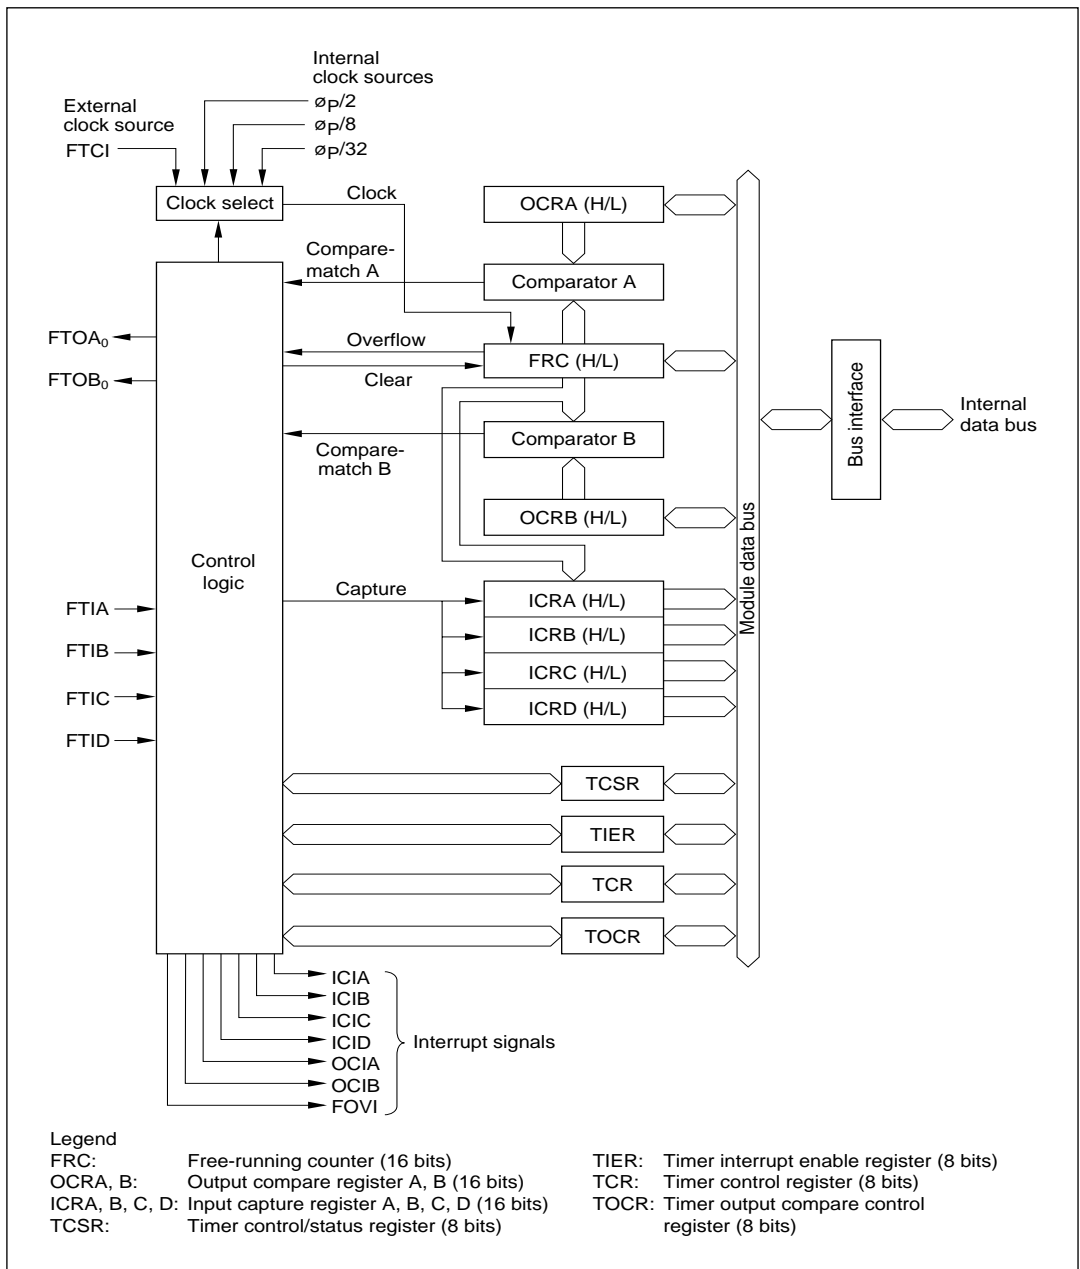 Internal
clock sources
External
clock source
øP/2
øP/8
FTCI
øP/32
Clock select
Clock
OCRA (H/L)
Compare-
match A
Comparator A
FTOA0
Overflow
FRC (H/L)
FTOB0
Clear
Comparator B
Compare-
match B
OCRB (H/L)
Bus interface
Internal
data bus
Module data bus
Control
logic
Capture
FTIA
FTIB
FTIC
FTID
ICRA (H/L)
ICRB (H/L)
ICRC (H/L)
ICRD (H/L)
TCSR
TIER
TCR
TOCR
ICIA
ICIB
ICIC
ICID
OCIA
OCIB
FOVI
Interrupt signals
Legend
FRC: Free-running counter (16 bits)
OCRA, B: Output compare register A, B (16 bits)
ICRA, B, C, D: Input capture register A, B, C, D (16 bits)
TCSR: Timer control/status register (8 bits)
TIER: Timer interrupt enable register (8 bits)
TCR: Timer control register (8 bits)
TOCR: Timer output compare control
register (8 bits)